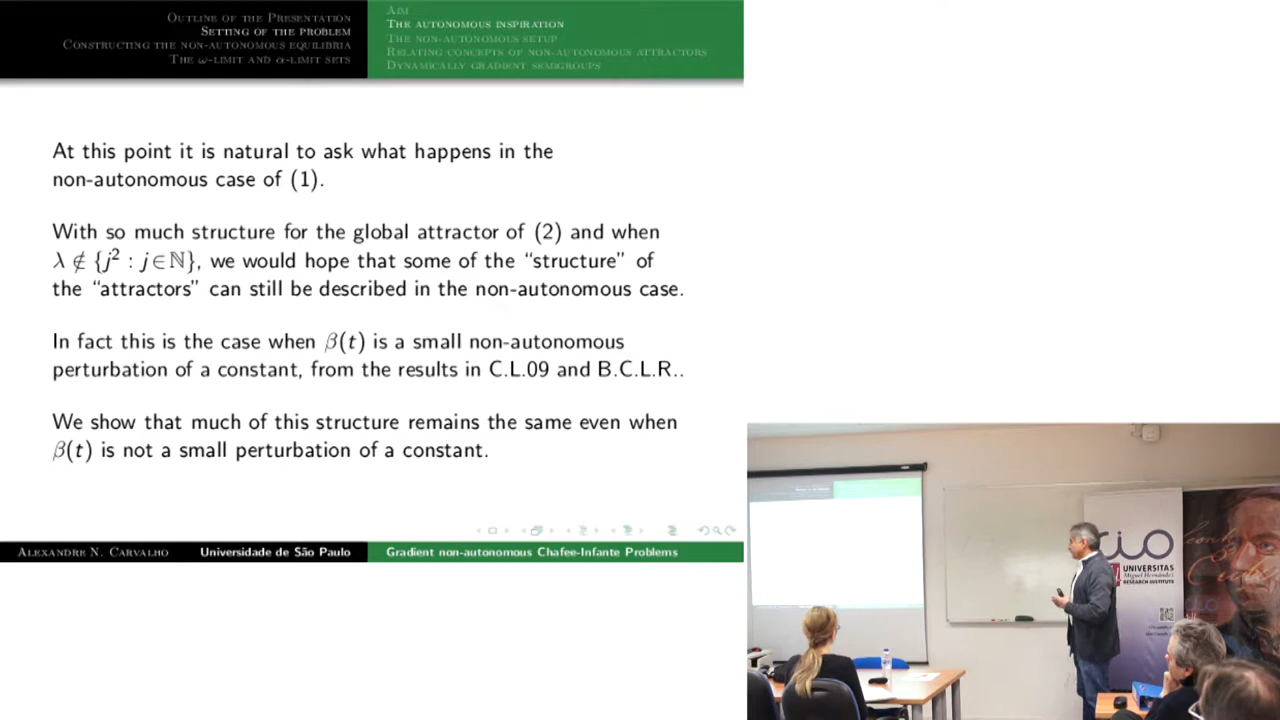 OUTLINE OF THE PRESENTATION
SETTING OF THE PROBLEM
CONSTRUCTING THE NON-AUTONOMOUS EQUILIBRIA
THE ω-LIMIT AND α-LIMIT SETS
AIM
THE AUTONOMOUS INSPIRATION
THE NON-AUTONOMOUS SETUP
RELATING CONCEPTS OF NON-AUTONOMOUS ATTRACTORS
DYNAMICALLY GRADIENT SEMIGROUPS
At this point it is natural to ask what happens in the
non-autonomous case of (1).
With so much structure for the global attractor of (2) and when
λ ∉ {j² : j∈ℕ}, we would hope that some of the “structure” of
the “attractors” can still be described in the non-autonomous case.
In fact this is the case when β(t) is a small non-autonomous
perturbation of a constant, from the results in C.L.09 and B.C.L.R..
We show that much of this structure remains the same even when
β(t) is not a small perturbation of a constant.
ALEXANDRE N. CARVALHO Universidade de São Paulo Gradient non-autonomous Chafee-Infante Problems
UNIVERSITAS
Miguel Hernández
RESEARCH INSTITUTE